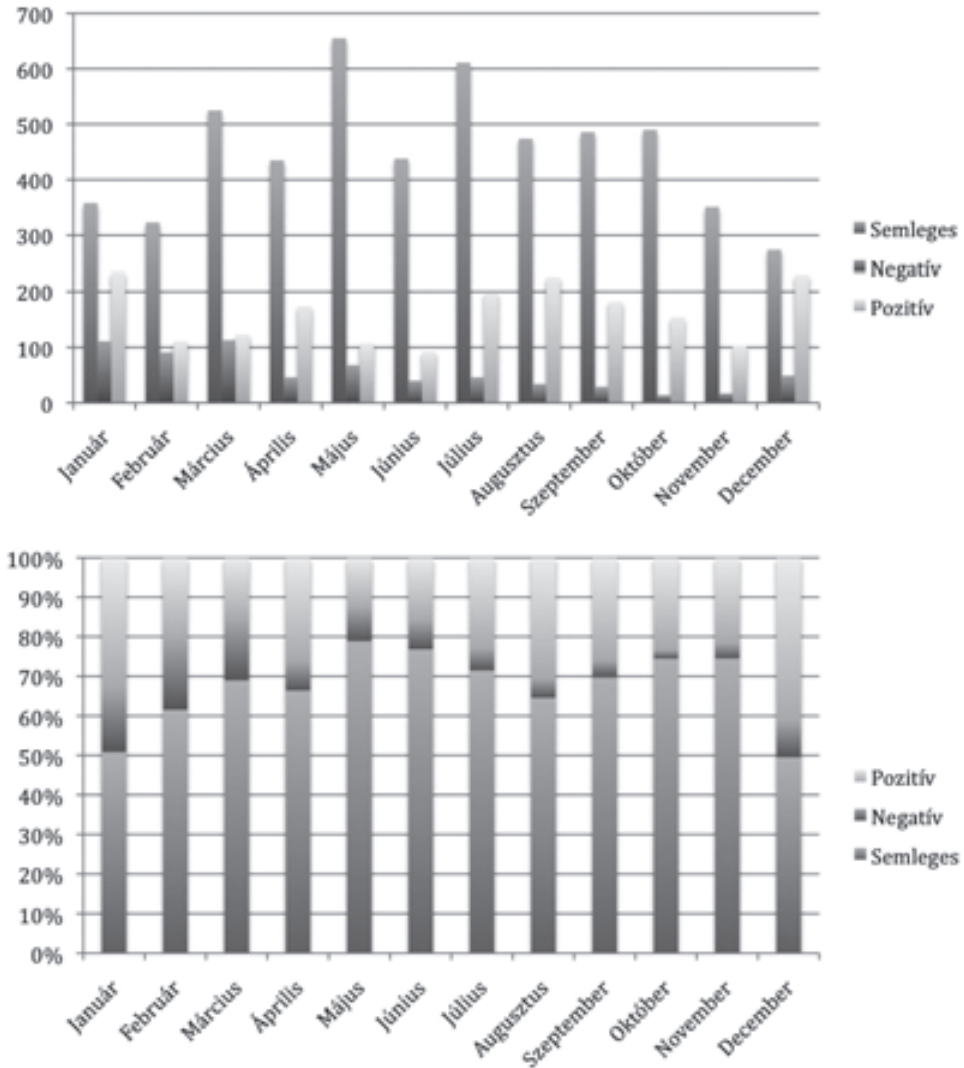 700
600
500
400
300
200
100
0
Január
Február
Március
Április
Május
Június
Július
Augusztus
Szeptember
Október
November
December
Semleges
Negatív
Pozitív
100%
90%
80%
70%
60%
50%
40%
30%
20%
10%
0%
Január
Február
Március
Április
Május
Június
Július
Augusztus
Szeptember
Október
November
December
Pozitív
Negatív
Semleges